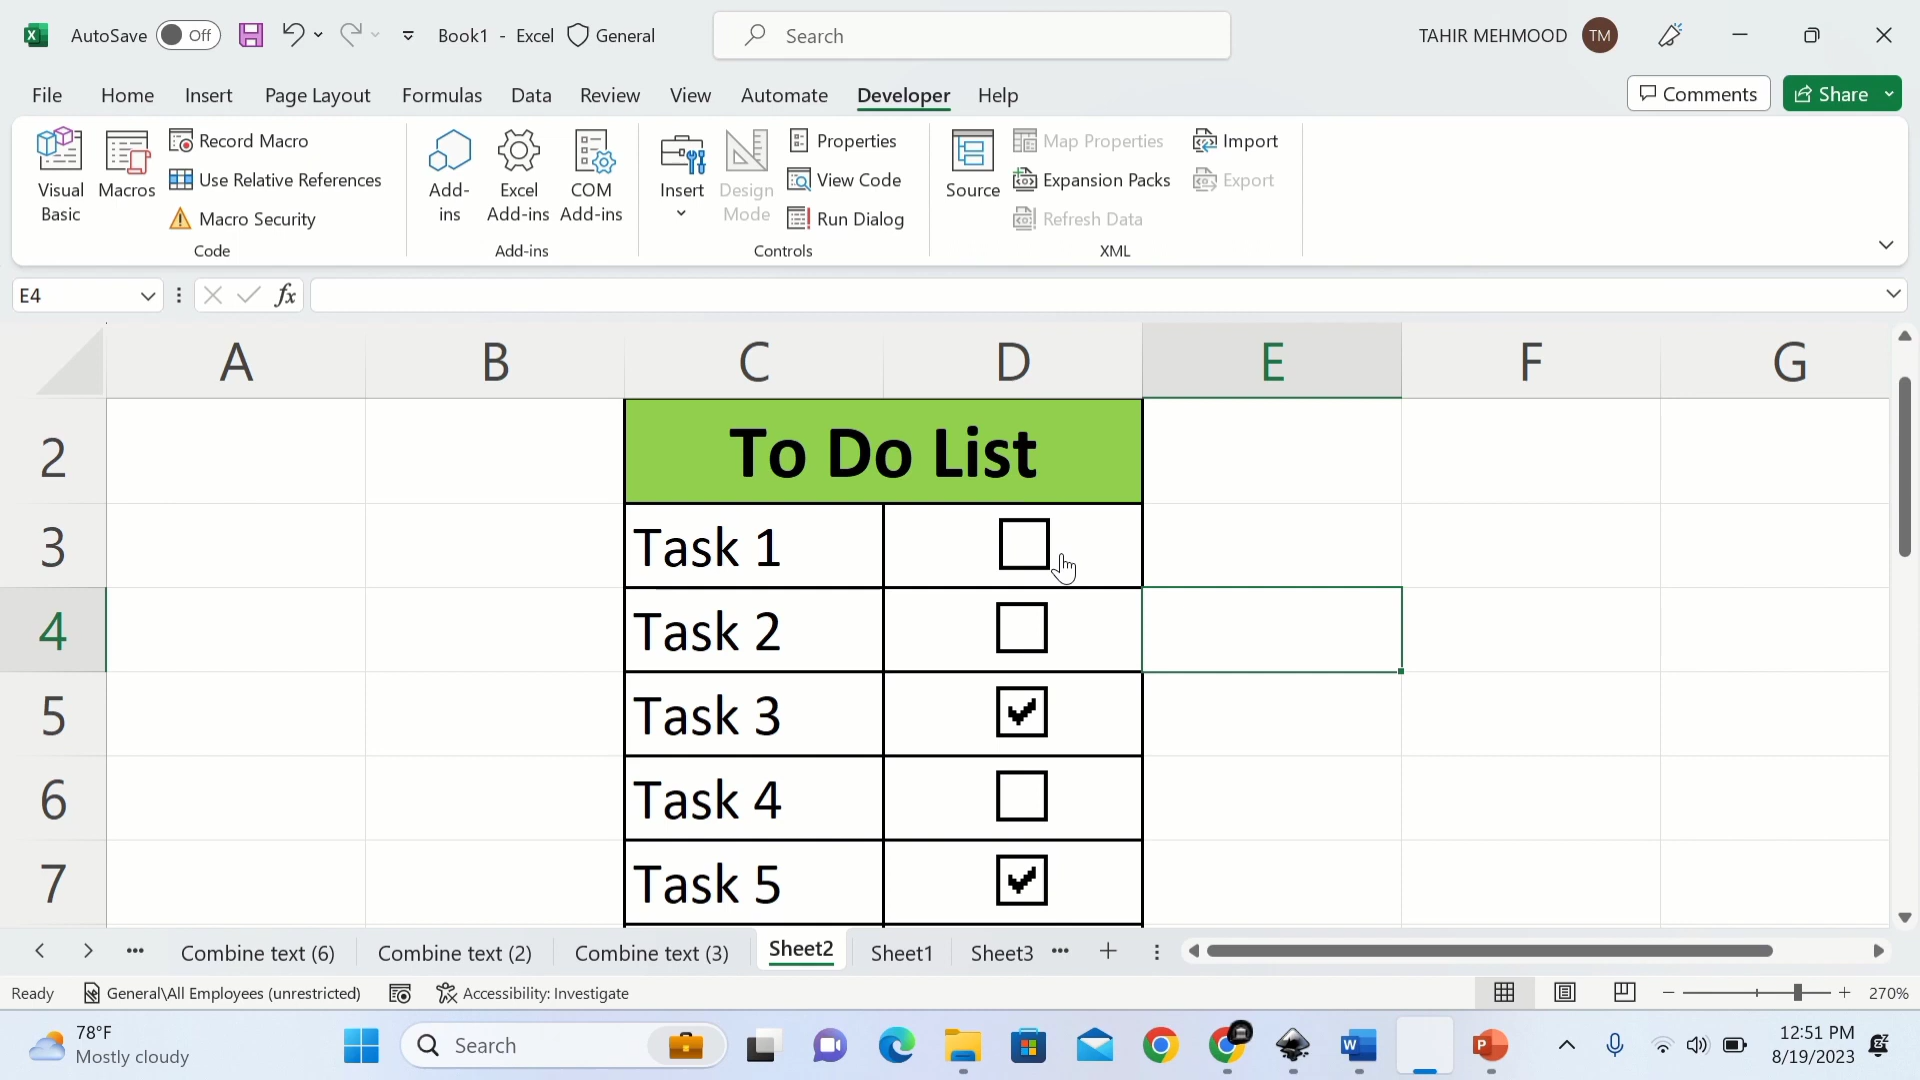 AutoSave Off Book1 - Excel General Search TAHIR MEHMOOD TM
File Home Insert Page Layout Formulas Data Review View Automate Developer Help Comments Share
Visual Basic
Macros
Record Macro
Use Relative References
Macro Security
Code
Add-ins
Excel Add-ins
COM Add-ins
Add-ins
Insert
Design Mode
Properties
View Code
Run Dialog
Controls
Source
Map Properties
Expansion Packs
Refresh Data
Import
Export
XML
E4 fx
A B C D E F G
2 To Do List
3 Task 1
4 Task 2
5 Task 3
6 Task 4
7 Task 5
Combine text (6) Combine text (2) Combine text (3) Sheet2 Sheet1 Sheet3
Ready General\All Employees (unrestricted) Accessibility: Investigate 270%
78°F
Mostly cloudy
Search
12:51 PM
8/19/2023